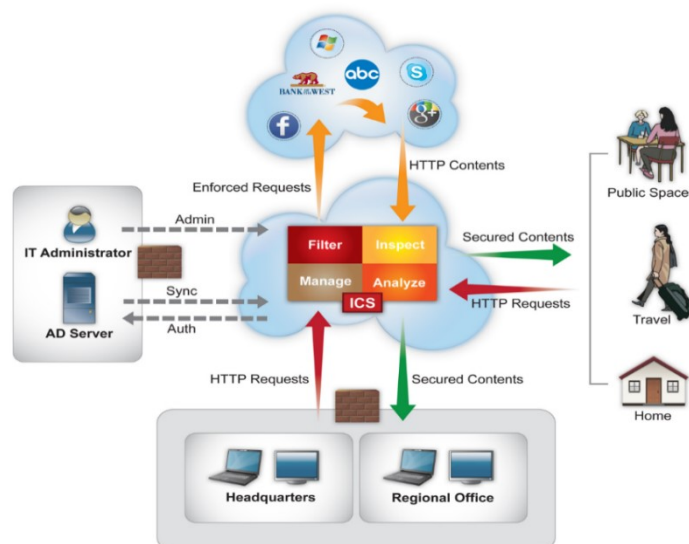 abc
S
BANK OF THE WEST
f
g+
HTTP Contents
Enforced Requests
Public Space
Admin
IT Administrator
Filter
Inspect
Secured Contents
Manage
Analyze
Sync
ICS
HTTP Requests
AD Server
Auth
Travel
HTTP Requests
Secured Contents
Home
Headquarters
Regional Office